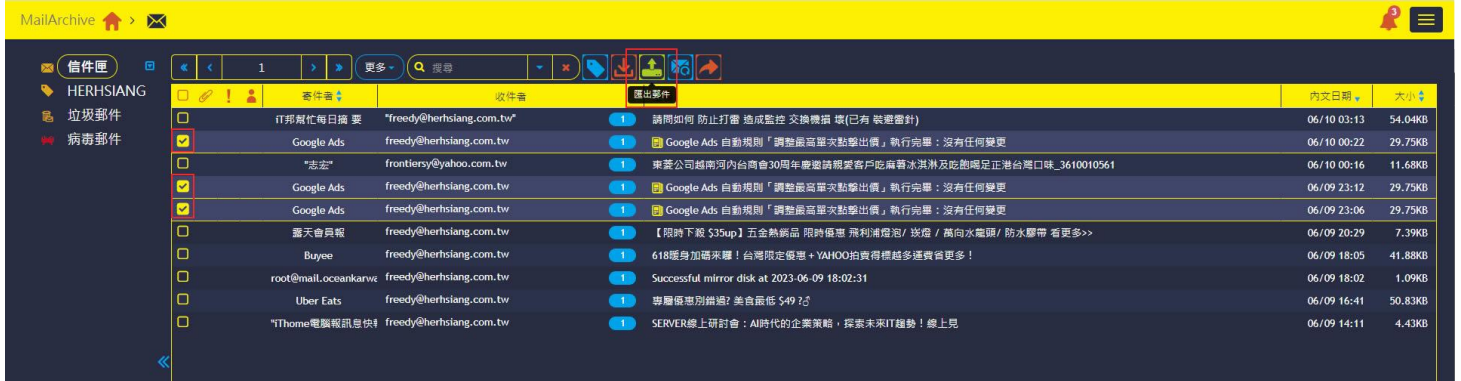 MailArchive
3
信件匣
HERHSIANG
垃圾郵件
病毒郵件
1 更多 搜尋
匯出郵件
寄件者 收件者 內文日期 大小
iT邦幫忙每日摘 要 "freedy@herhsiang.com.tw" 1 請問如何 防止打雷 造成監控 交換機損 壞(已有 裝避雷針) 06/10 03:13 54.04KB
Google Ads freedy@herhsiang.com.tw 1 Google Ads 自動規則「調整最高單次點擊出價」執行完畢：沒有任何變更 06/10 00:22 29.75KB
"志宏" frontiersy@yahoo.com.tw 1 東菱公司越南河內台商會30周年慶邀請親愛客戶吃麻薯冰淇淋及吃飽喝足正港台灣口味_3610010561 06/10 00:16 11.68KB
Google Ads freedy@herhsiang.com.tw 1 Google Ads 自動規則「調整最高單次點擊出價」執行完畢：沒有任何變更 06/09 23:12 29.75KB
Google Ads freedy@herhsiang.com.tw 1 Google Ads 自動規則「調整最高單次點擊出價」執行完畢：沒有任何變更 06/09 23:06 29.75KB
露天會員報 freedy@herhsiang.com.tw 1 【限時下殺 $35up】五金熱銷品 限時優惠 飛利浦燈泡/ 崁燈 / 萬向水龍頭/ 防水膠帶 看更多>> 06/09 20:29 7.39KB
Buyee freedy@herhsiang.com.tw 1 618暖身加碼來囉！台灣限定優惠+YAHOO拍賣得標越多運費省更多！ 06/09 18:05 41.88KB
root@mail.oceankarwa freedy@herhsiang.com.tw 1 Successful mirror disk at 2023-06-09 18:02:31 06/09 18:02 1.09KB
Uber Eats freedy@herhsiang.com.tw 1 專屬優惠別錯過? 美食最低 $49 ? 06/09 16:41 50.83KB
"iThome電腦報訊息快 freedy@herhsiang.com.tw 1 SERVER線上研討會：AI時代的企業策略，探索未來IT趨勢！線上見 06/09 14:11 4.43KB